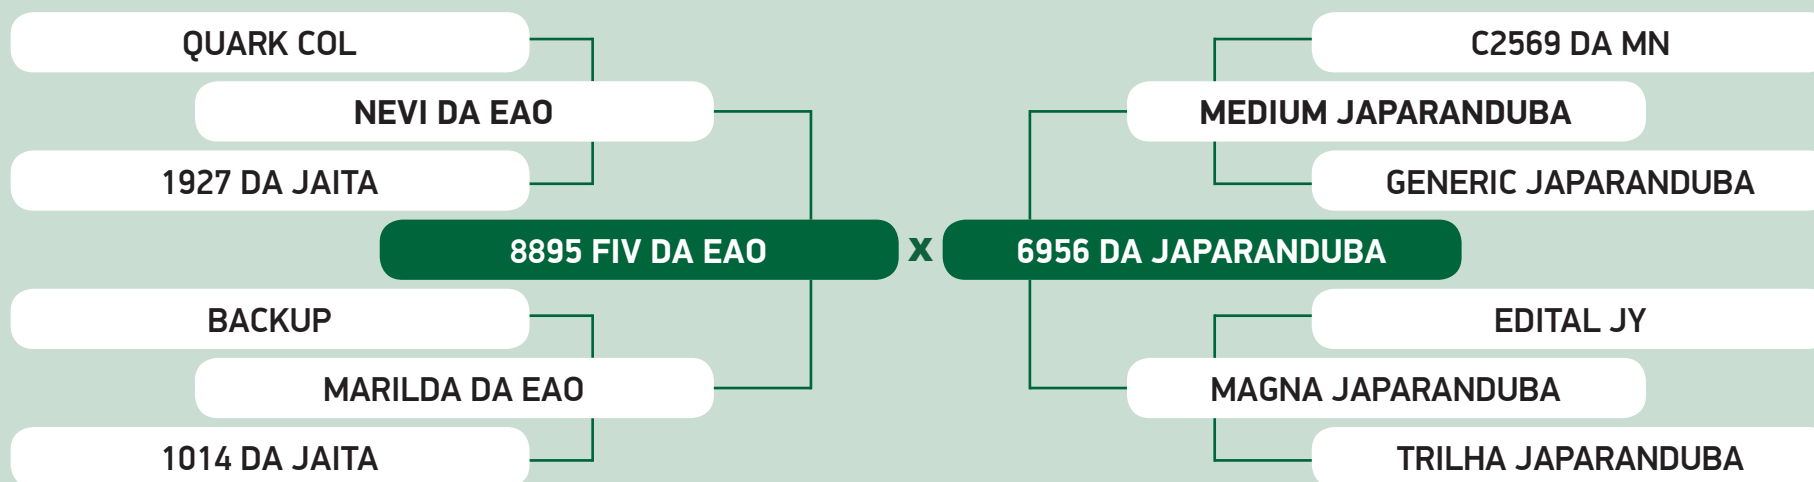 QUARK COL
NEVI DA EAO
1927 DA JAITA
8895 FIV DA EAO
BACKUP
MARILDA DA EAO
1014 DA JAITA
X
C2569 DA MN
MEDIUM JAPARANDUBA
GENERIC JAPARANDUBA
6956 DA JAPARANDUBA
EDITAL JY
MAGNA JAPARANDUBA
TRILHA JAPARANDUBA